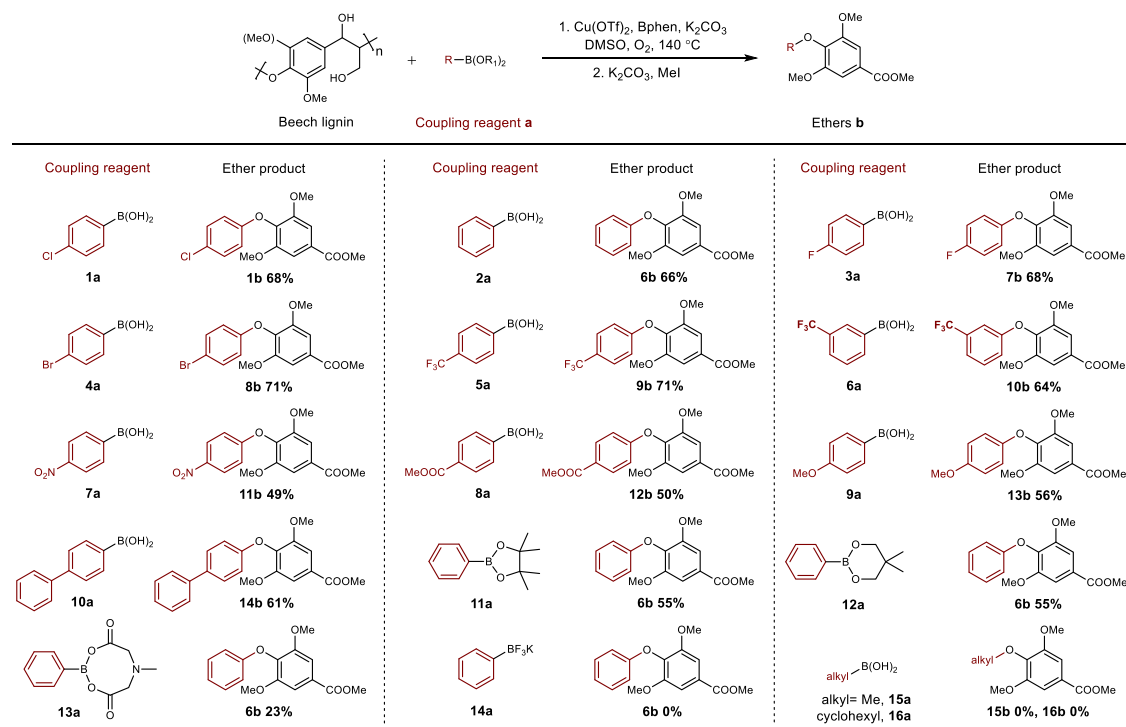 OH
(MeO)
O
HO
OMe
n
Beech lignin
+
R—B(OR₁)₂
Coupling reagent a
1. Cu(OTf)₂, Bphen, K₂CO₃
DMSO, O₂, 140 °C
2. K₂CO₃, MeI
OMe
R
O
MeO
COOMe
Ethers b
Coupling reagent
Ether product
Coupling reagent
Ether product
Coupling reagent
Ether product
B(OH)₂
Cl
1a
OMe
O
Cl
MeO
COOMe
1b 68%
B(OH)₂
2a
OMe
O
MeO
COOMe
6b 66%
B(OH)₂
F
3a
OMe
O
F
MeO
COOMe
7b 68%
B(OH)₂
Br
4a
OMe
O
Br
MeO
COOMe
8b 71%
B(OH)₂
F₃C
5a
OMe
O
F₃C
MeO
COOMe
9b 71%
F₃C
B(OH)₂
6a
OMe
F₃C
O
MeO
COOMe
10b 64%
B(OH)₂
NO₂
7a
OMe
O
NO₂
MeO
COOMe
11b 49%
B(OH)₂
MeOOC
8a
OMe
O
MeOOC
MeO
COOMe
12b 50%
B(OH)₂
MeO
9a
OMe
O
MeO
MeO
COOMe
13b 56%
B(OH)₂
10a
OMe
O
MeO
COOMe
14b 61%
O
B
O
11a
OMe
O
MeO
COOMe
6b 55%
O
B
O
12a
OMe
O
MeO
COOMe
6b 55%
O
O
B
N
O
O
13a
OMe
O
MeO
COOMe
6b 23%
BF₃K
14a
OMe
O
MeO
COOMe
6b 0%
B(OH)₂
alkyl
alkyl= Me, 15a
cyclohexyl, 16a
OMe
O
alkyl
MeO
COOMe
15b 0%, 16b 0%